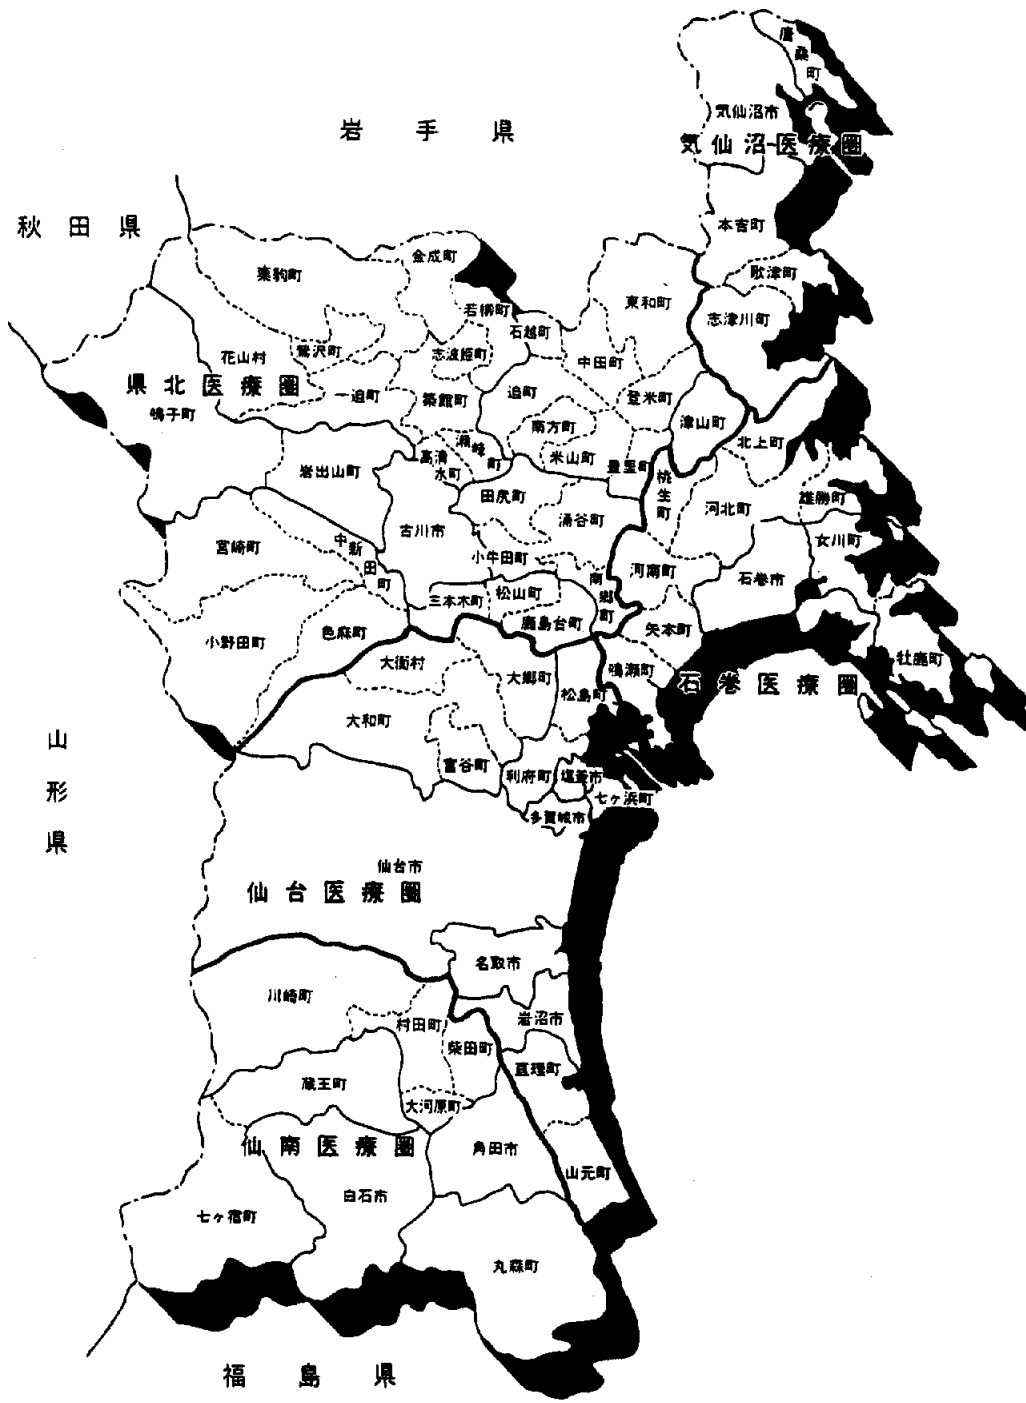 岩手県
秋田県
唐桑町
気仙沼市
気仙沼医療圏
本吉町
歌津町
志津川町
金成町
栗駒町
若柳町
石越町
東和町
中田町
鶯沢町
志波姫町
花山村
県北医療圏
一迫町
築館町
迫町
登米町
津山町
鳴子町
南方町
北上町
瀬峰町
高清水町
米山町
豊里町
岩出山町
田尻町
桃生町
河北町
雄勝町
古川市
涌谷町
女川町
宮崎町
中新田町
小牛田町
南郷町
河南町
石巻市
三本木町
松山町
鹿島台町
矢本町
小野田町
色麻町
大衡村
大郷町
松島町
鳴瀬町
牡鹿町
石巻医療圏
大和町
山形県
富谷町
利府町
塩釜市
七ケ浜町
多賀城市
仙台市
仙台医療圏
名取市
川崎町
村田町
岩沼市
柴田町
亘理町
蔵王町
大河原町
仙南医療圏
角田市
山元町
白石市
七ケ宿町
丸森町
福島県